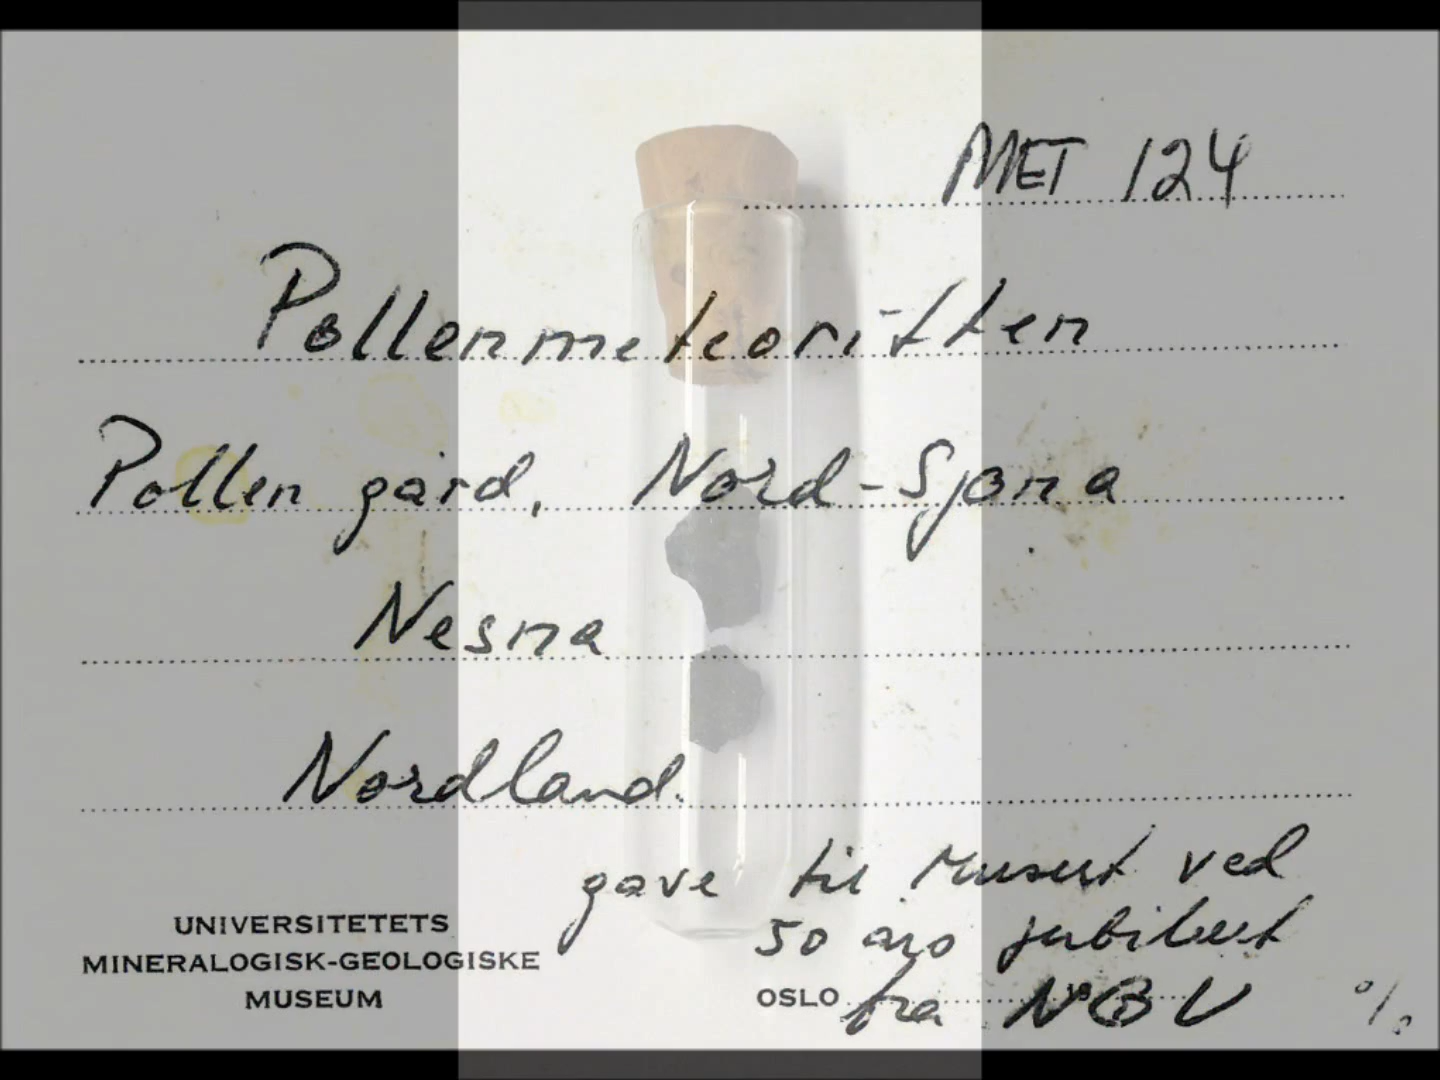 MET 124
Pollenmeteoritten
Pollen gård, Nord-Sjona
Nesna
Nordland.
gave til Museet ved
50 års jubileet
UNIVERSITETETS
MINERALOGISK-GEOLOGISKE
MUSEUM
OSLO fra